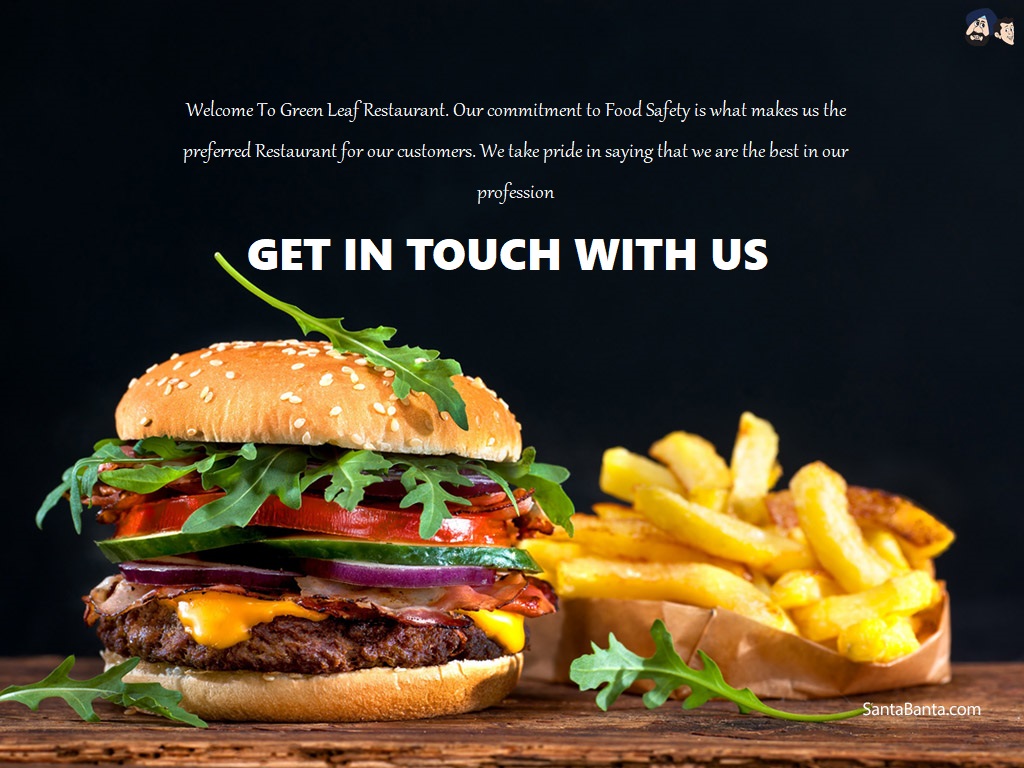 Welcome To Green Leaf Restaurant. Our commitment to Food Safety is what makes us the
preferred Restaurant for our customers. We take pride in saying that we are the best in our
profession
GET IN TOUCH WITH US
SantaBanta.com